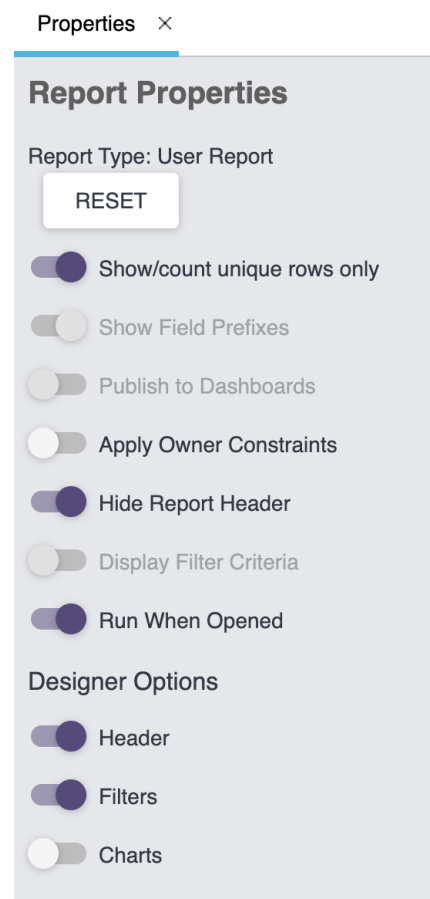 Properties
Report Properties
Report Type: User Report
RESET
Show/count unique rows only
Show Field Prefixes
Publish to Dashboards
Apply Owner Constraints
Hide Report Header
Display Filter Criteria
Run When Opened
Designer Options
Header
Filters
Charts